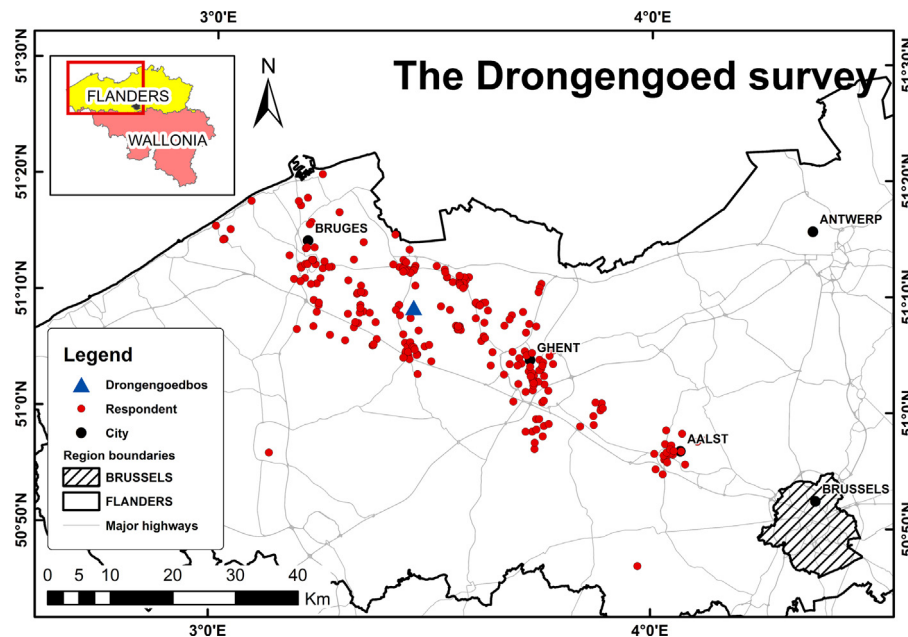 3°0'E
4°0'E
The Drongengoed survey
N
FLANDERS
WALLONIA
51°30'N
51°30'N
51°20'N
51°20'N
51°10'N
51°10'N
51°0'N
51°0'N
50°50'N
50°50'N
BRUGES
ANTWERP
GHENT
AALST
BRUSSELS
Legend
Drongengoedbos
Respondent
City
Region boundaries
BRUSSELS
FLANDERS
Major highways
0 5 10 20 30 40
Km
3°0'E
4°0'E